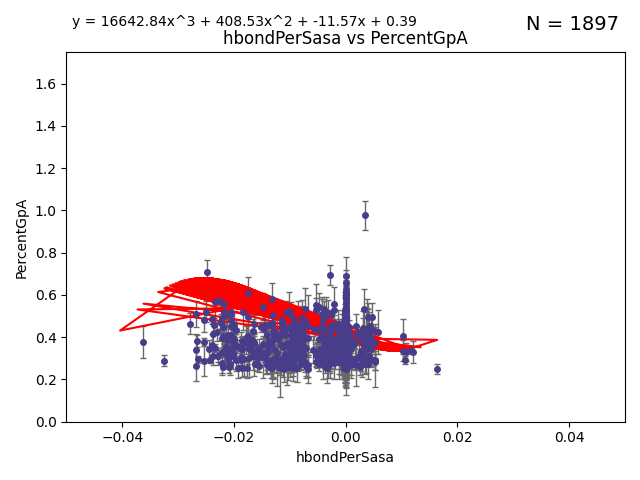 y = 16642.84x^3 + 408.53x^2 + -11.57x + 0.39
N = 1897
hbondPerSasa vs PercentGpA
PercentGpA
1.6
1.4
1.2
1.0
0.8
0.6
0.4
0.2
0.0
−0.04 −0.02 0.00 0.02 0.04
hbondPerSasa